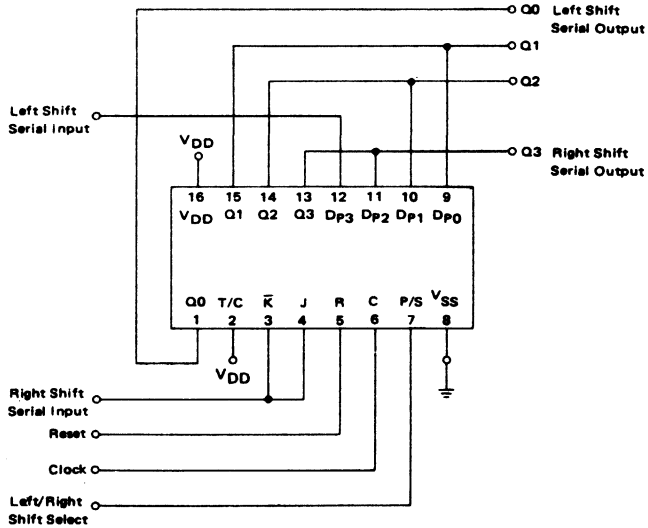 Q0 Left Shift
Serial Output
Q1
Q2
Left Shift
Serial Input
VDD
Q3 Right Shift
Serial Output
16 15 14 13 12 11 10 9
VDD Q1 Q2 Q3 DP3 DP2 DP1 DP0
Q0 T/C K̅ J R C P/S VSS
1 2 3 4 5 6 7 8
VDD
Right Shift
Serial Input
Reset
Clock
Left/Right
Shift Select